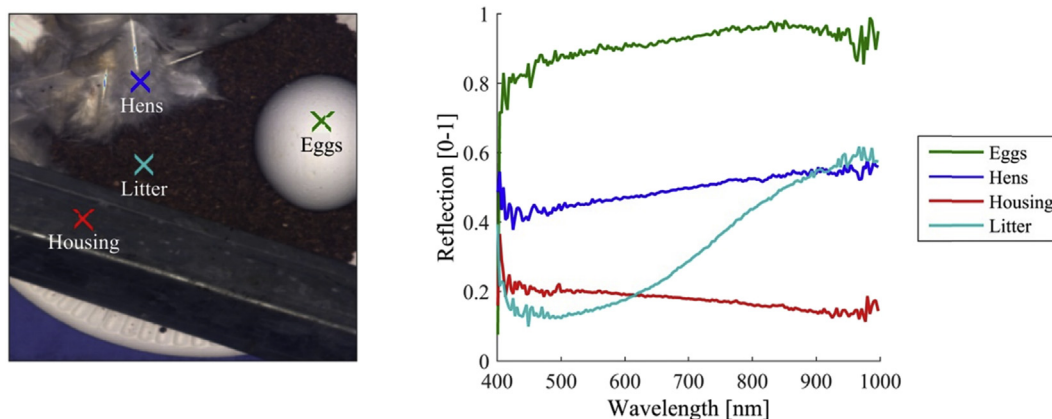 Hens
Eggs
Litter
Housing
Reflection [0-1]
1
0.8
0.6
0.4
0.2
0
400 500 600 700 800 900 1000
Wavelength [nm]
Eggs
Hens
Housing
Litter